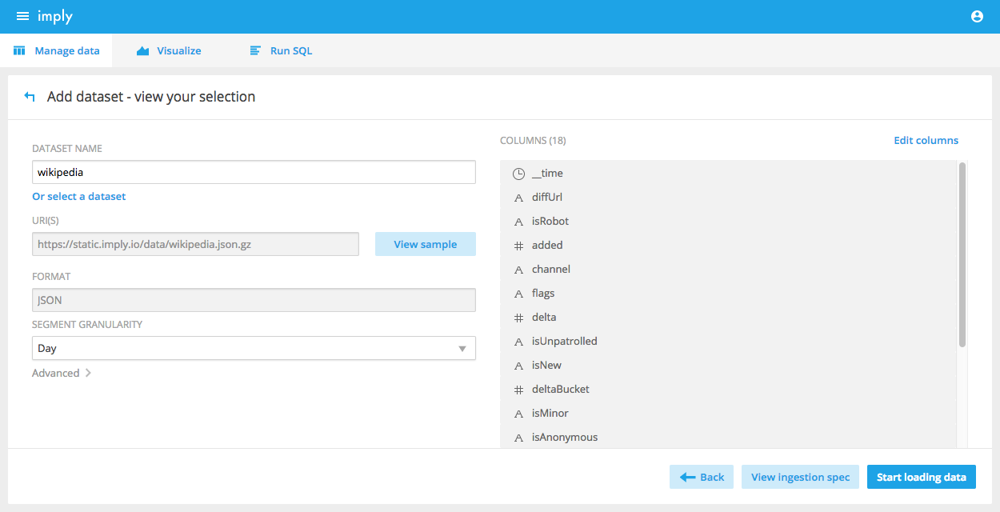 imply
Manage data
Visualize
Run SQL
Add dataset - view your selection
DATASET NAME
wikipedia
Or select a dataset
URI(S)
https://static.imply.io/data/wikipedia.json.gz
View sample
FORMAT
JSON
SEGMENT GRANULARITY
Day
Advanced
COLUMNS (18)
Edit columns
__time
A diffUrl
A isRobot
# added
A channel
A flags
# delta
A isUnpatrolled
A isNew
# deltaBucket
A isMinor
A isAnonymous
Back
View ingestion spec
Start loading data